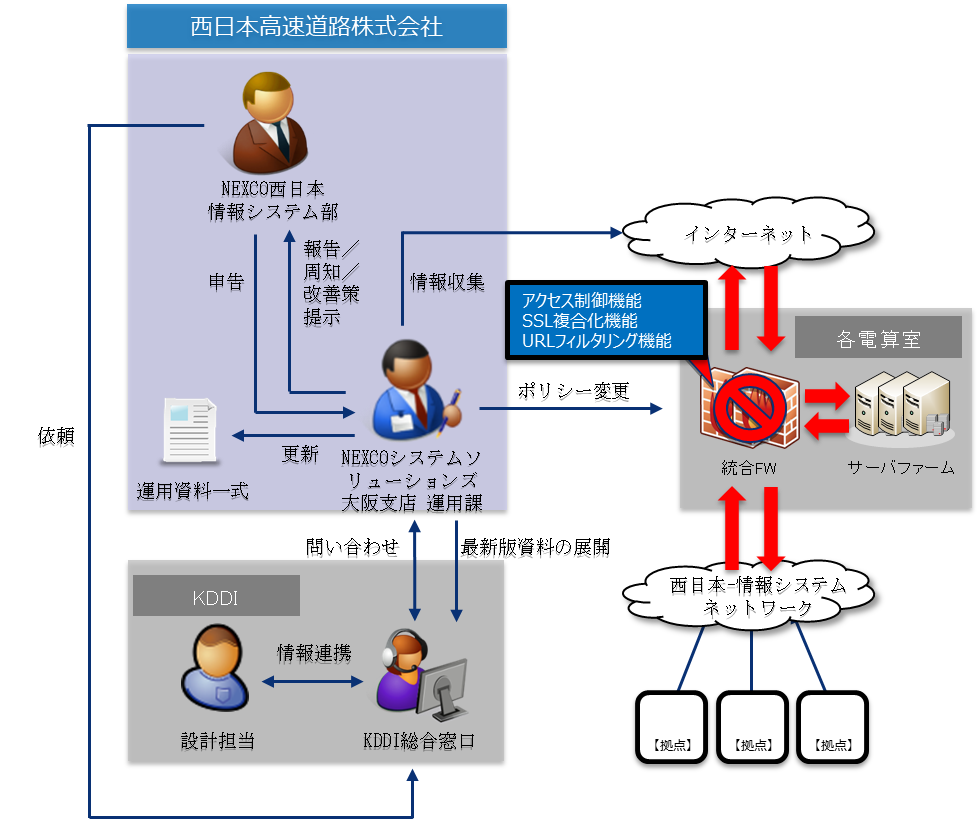 西日本高速道路株式会社
NEXCO西日本
情報システム部
申告
報告／
周知／
改善策
提示
情報収集
インターネット
アクセス制御機能
SSL複合化機能
URLフィルタリング機能
各電算室
ポリシー変更
依頼
更新
運用資料一式
NEXCOシステムソ
リューションズ
大阪支店 運用課
統合FW
サーバファーム
問い合わせ
最新版資料の展開
KDDI
情報連携
設計担当
KDDI総合窓口
西日本-情報システム
ネットワーク
【拠点】
【拠点】
【拠点】